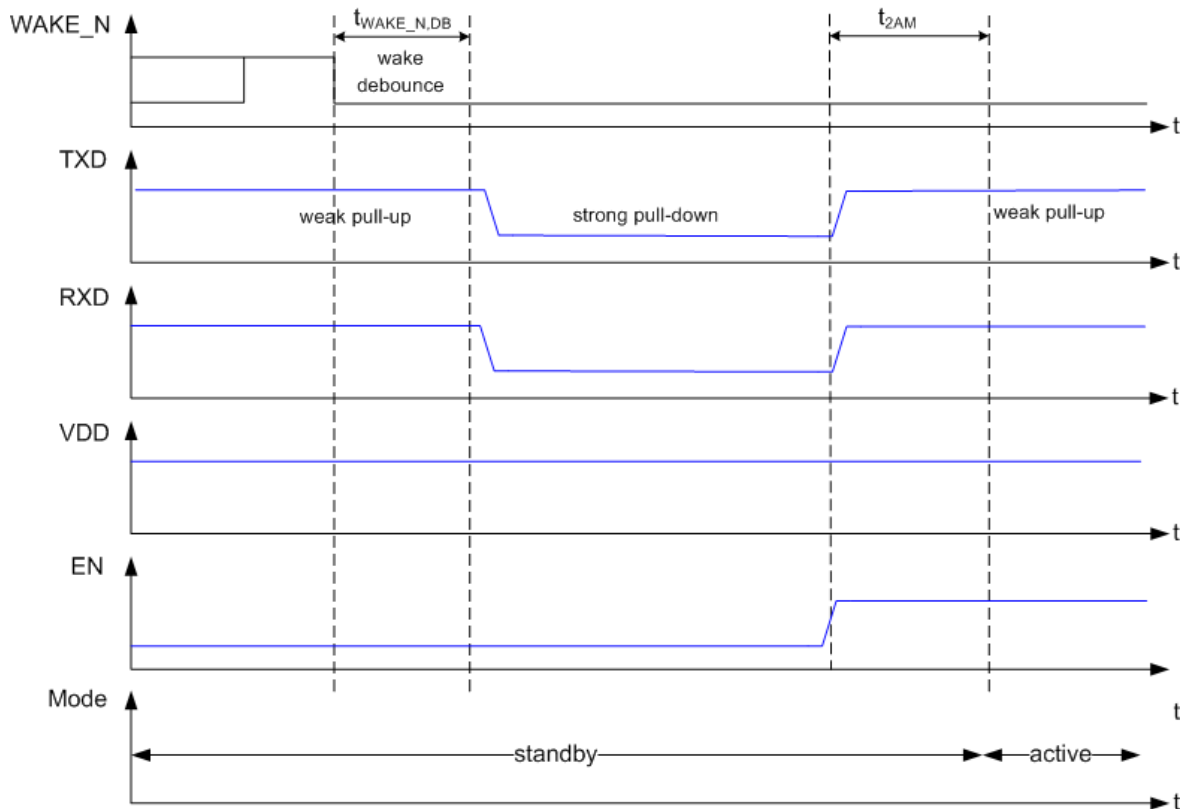 WAKE_N
tWAKE_N,DB
t2AM
wake
debounce
t
TXD
weak pull-up
strong pull-down
weak pull-up
t
RXD
t
VDD
t
EN
Mode
t
standby
active
t